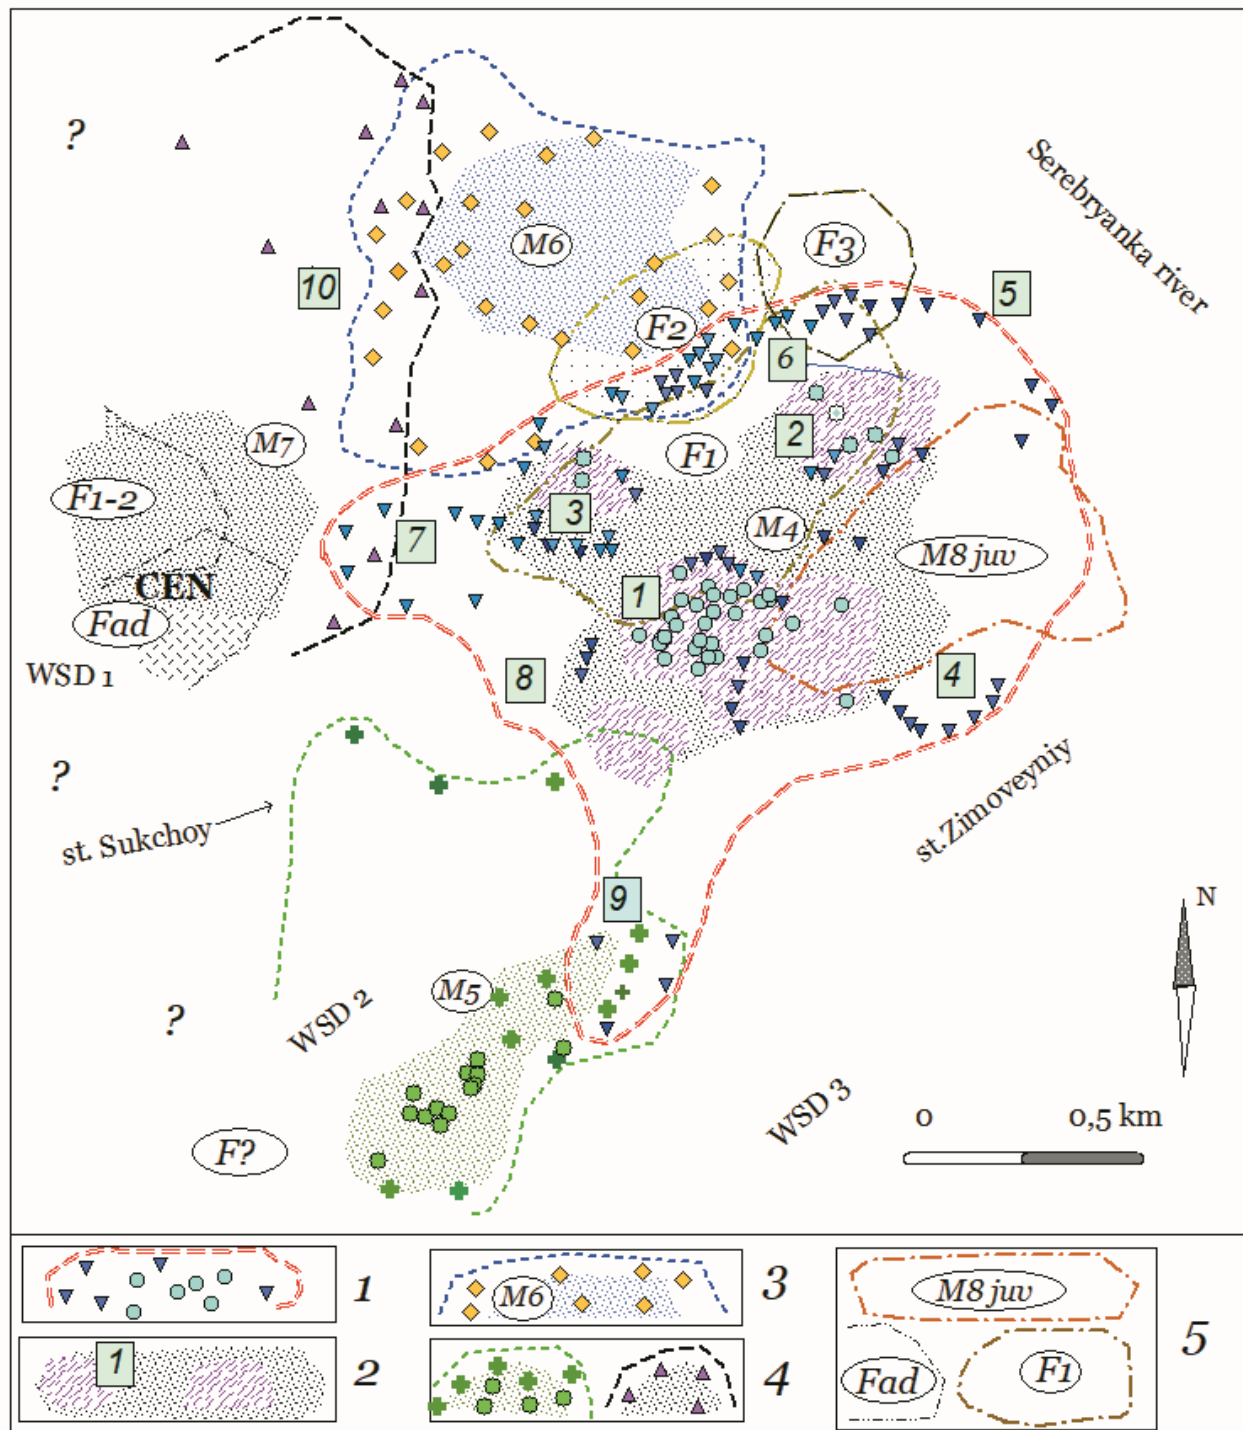 ?
Serebryanka river
M6
F3
10
5
F2
6
2
M7
F1
F1-2
3
M4
7
M8 juv
CEN
1
Fad
WSD 1
8
4
?
st. Sukchoy
st.Zimoveyniy
9
N
M5
?
WSD 2
WSD 3
0 0,5 km
F?
1
M6
3
M8 juv
5
1
2
4
Fad
F1